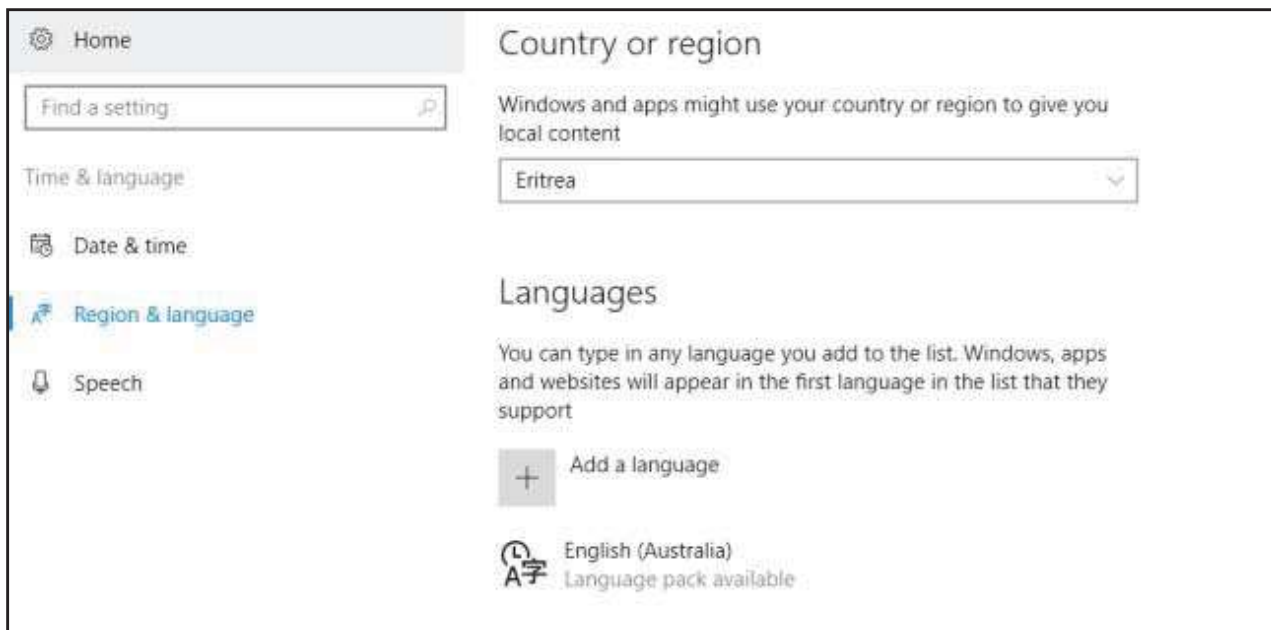 Home
Find a setting
Time & language
Date & time
Region & language
Speech
Country or region
Windows and apps might use your country or region to give you
local content
Eritrea
Languages
You can type in any language you add to the list. Windows, apps
and websites will appear in the first language in the list that they
support
Add a language
English (Australia)
Language pack available